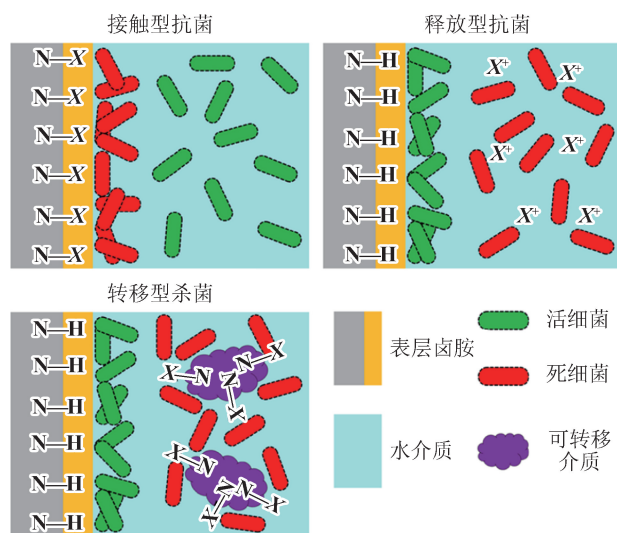 接触型抗菌
N—X
N—X
N—X
N—X
N—X
N—X
释放型抗菌
N—H
N—H
N—H
N—H
N—H
N—H
X⁺
X⁺
X⁺
X⁺
X⁺
X⁺
转移型杀菌
N—H
N—H
N—H
N—H
N—H
N—H
X—N
N—X
N—X
X—N
N—X
N—X
表层卤胺
水介质
活细菌
死细菌
可转移
介质